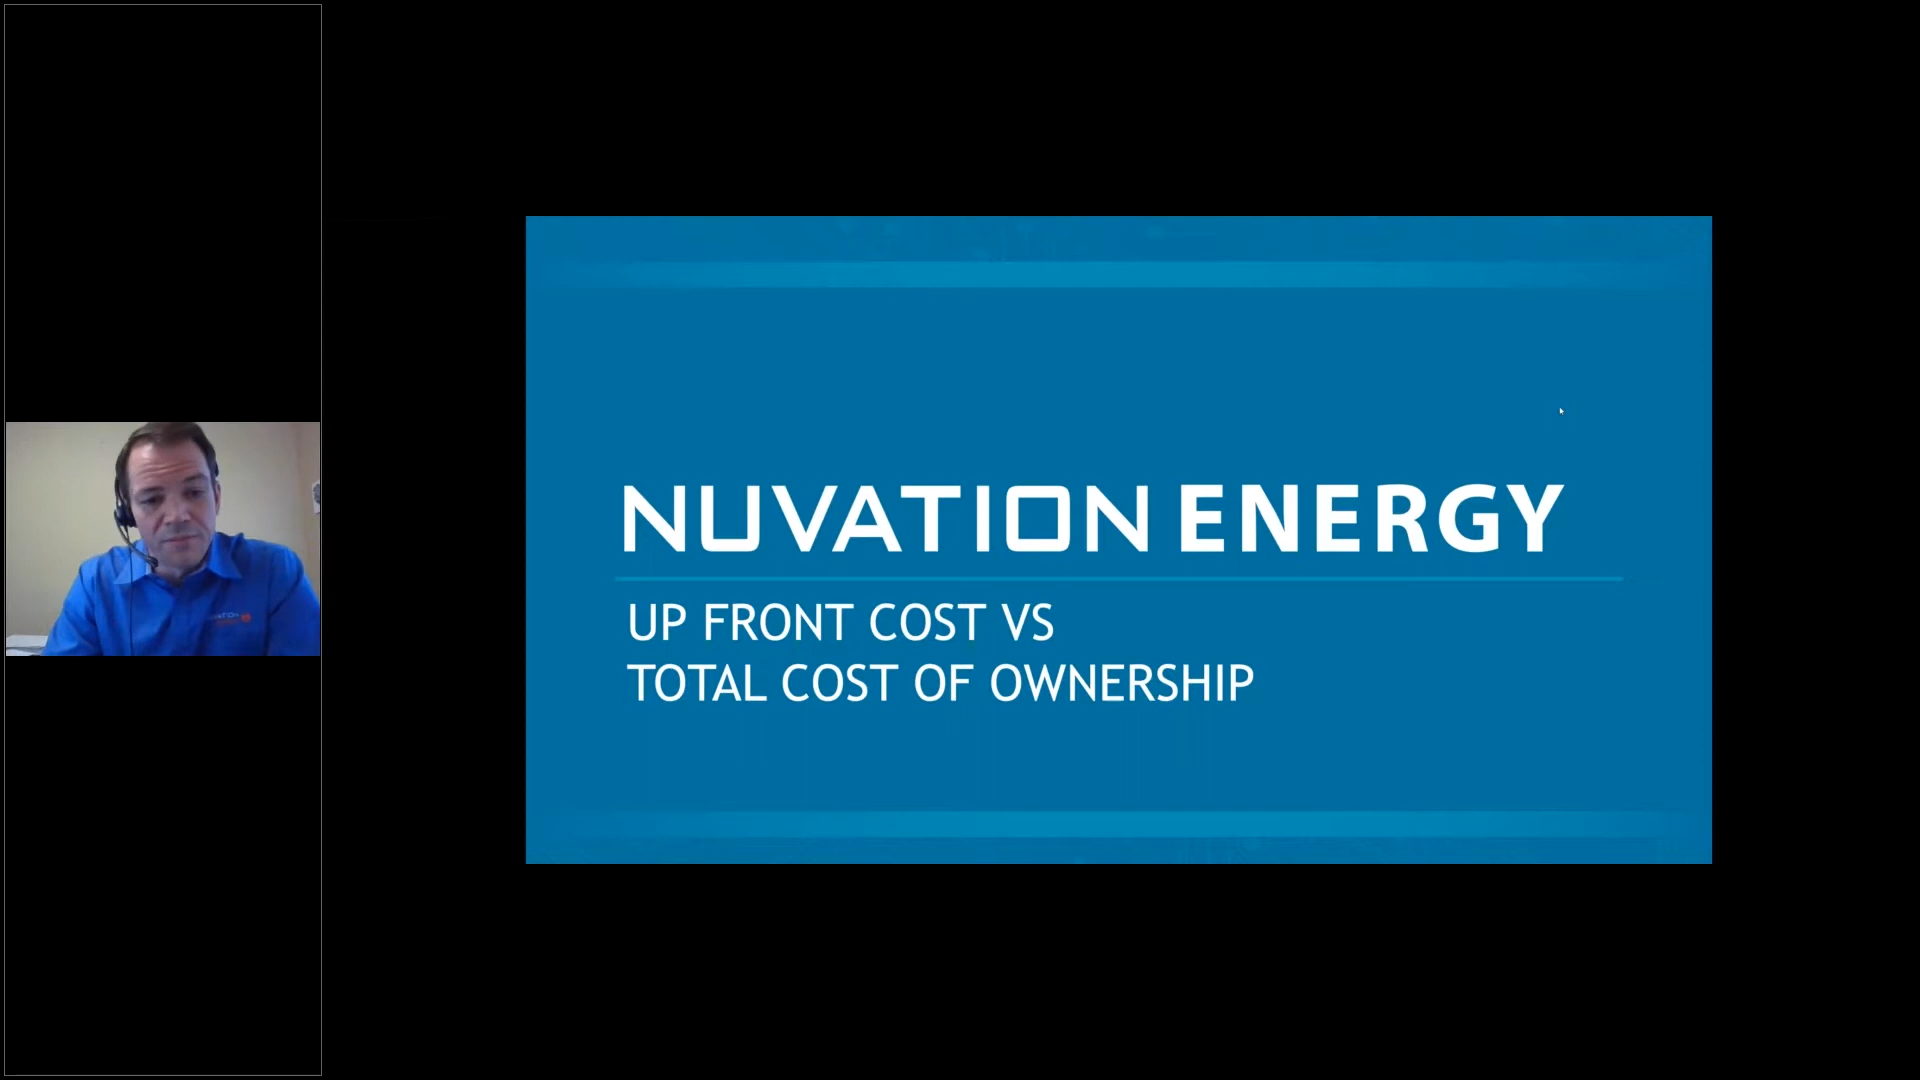 NUVATION ENERGY
UP FRONT COST VS
TOTAL COST OF OWNERSHIP